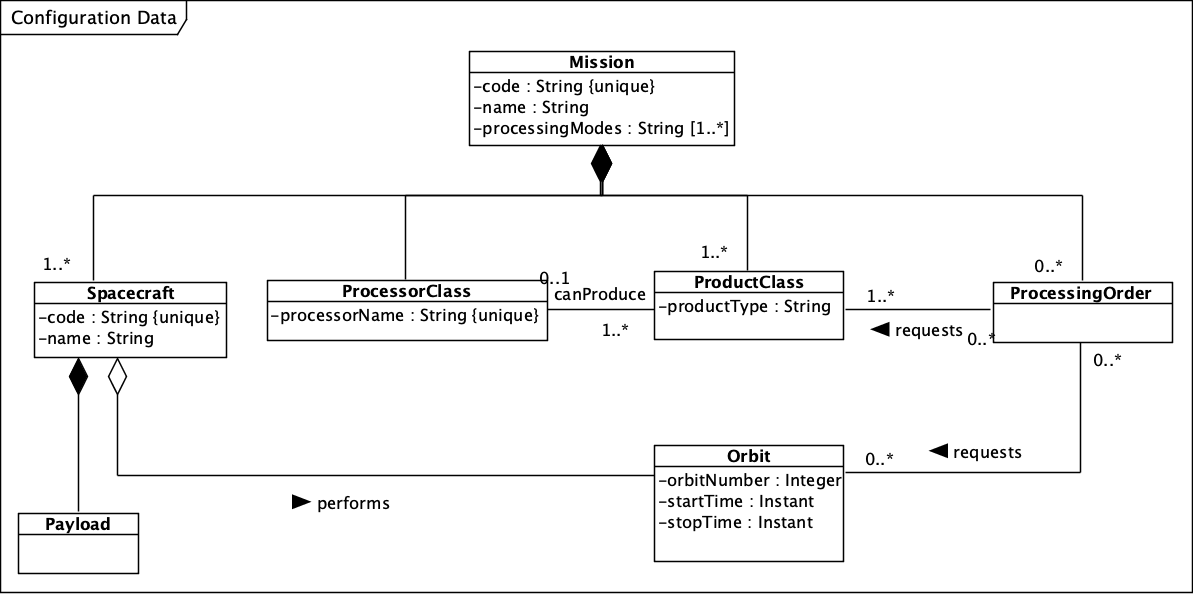 Configuration Data
Mission
-code : String {unique}
-name : String
-processingModes : String [1..*]
1..*
Spacecraft
-code : String {unique}
-name : String
ProcessorClass
-processorName : String {unique}
0..1
canProduce
1..*
1..*
ProductClass
-productType : String
1..*
requests
0..*
0..*
ProcessingOrder
0..*
0..*
requests
Orbit
-orbitNumber : Integer
-startTime : Instant
-stopTime : Instant
performs
Payload